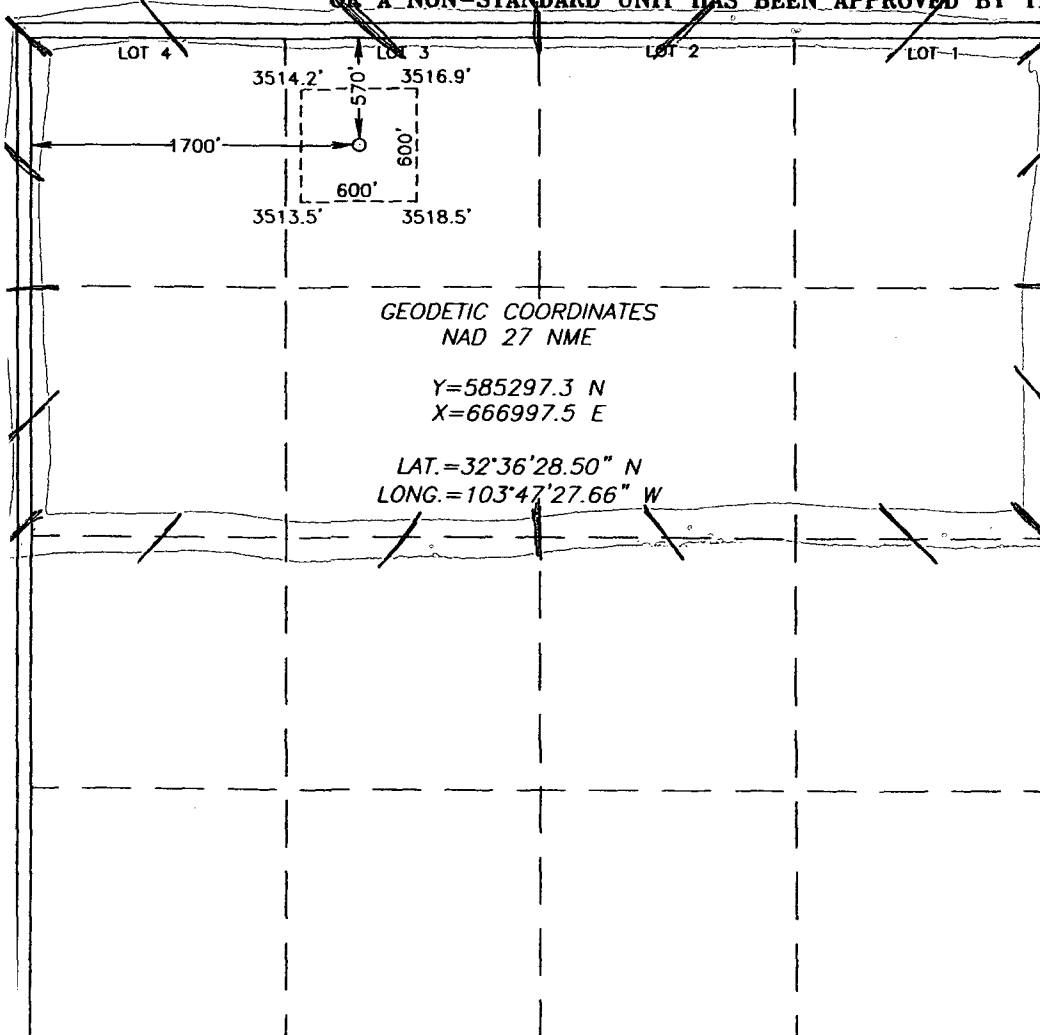 OR A NON-STANDARD UNIT HAS BEEN APPROVED BY
LOT 4 LOT 3 LOT 2 LOT 1
3514.2' 3516.9'
570'
1700'
600'
600'
3513.5' 3518.5'
GEODETIC COORDINATES
NAD 27 NME
Y=585297.3 N
X=666997.5 E
LAT.=32°36'28.50" N
LONG.=103°47'27.66" W